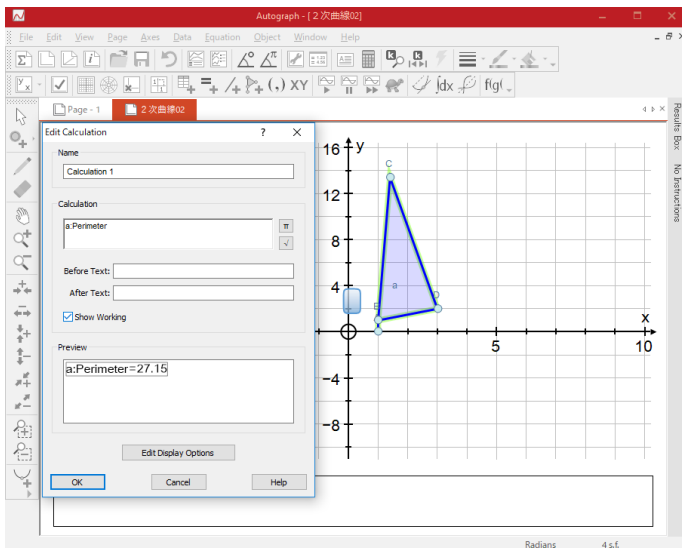 Autograph - [２次曲線02]
File Edit View Page Axes Data Equation Object Window Help
XY
∫dx
f(g(
Page - 1
２次曲線02
Results Box
No Instructions
Edit Calculation
?
Name
Calculation 1
Calculation
a:Perimeter
π
√
Before Text:
After Text:
Show Working
Preview
a:Perimeter=27.15
Edit Display Options
OK
Cancel
Help
16
y
C
12
8
4
a
D
E
x
5
10
−4
−8
Radians
4 s.f.